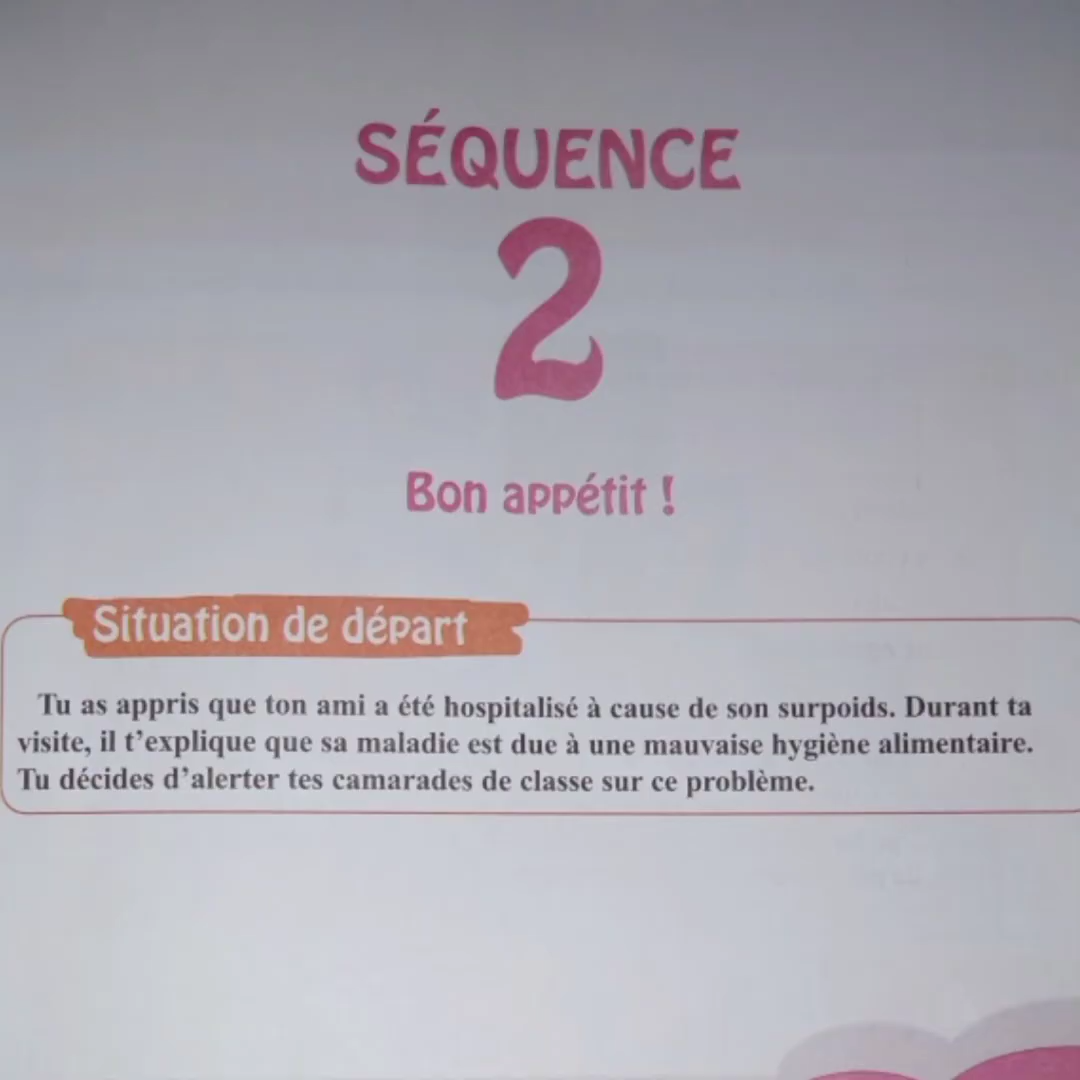 SÉQUENCE
2
Bon appétit !
Situation de départ
Tu as appris que ton ami a été hospitalisé à cause de son surpoids. Durant ta
visite, il t’explique que sa maladie est due à une mauvaise hygiène alimentaire.
Tu décides d’alerter tes camarades de classe sur ce problème.